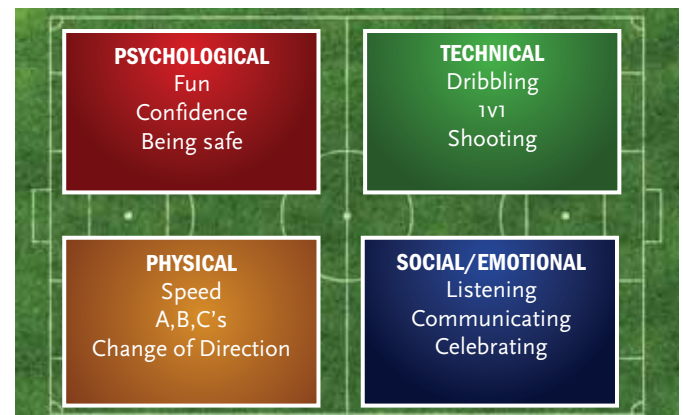 PSYCHOLOGICAL
Fun
Confidence
Being safe
TECHNICAL
Dribbling
1v1
Shooting
PHYSICAL
Speed
A,B,C's
Change of Direction
SOCIAL/EMOTIONAL
Listening
Communicating
Celebrating